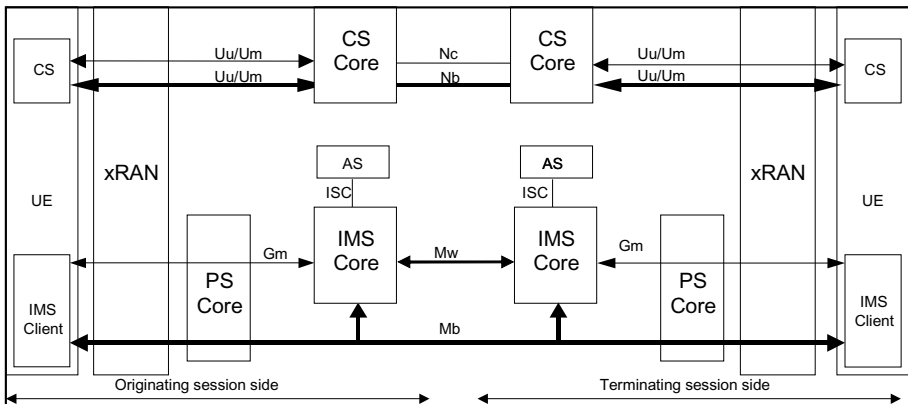 CS
Uu/Um
Uu/Um
CS
Core
Nc
Nb
CS
Core
Uu/Um
Uu/Um
CS
xRAN
AS
ISC
AS
ISC
xRAN
UE
UE
IMS
Client
Gm
PS
Core
IMS
Core
Mw
IMS
Core
Gm
PS
Core
IMS
Client
Mb
Originating session side
Terminating session side